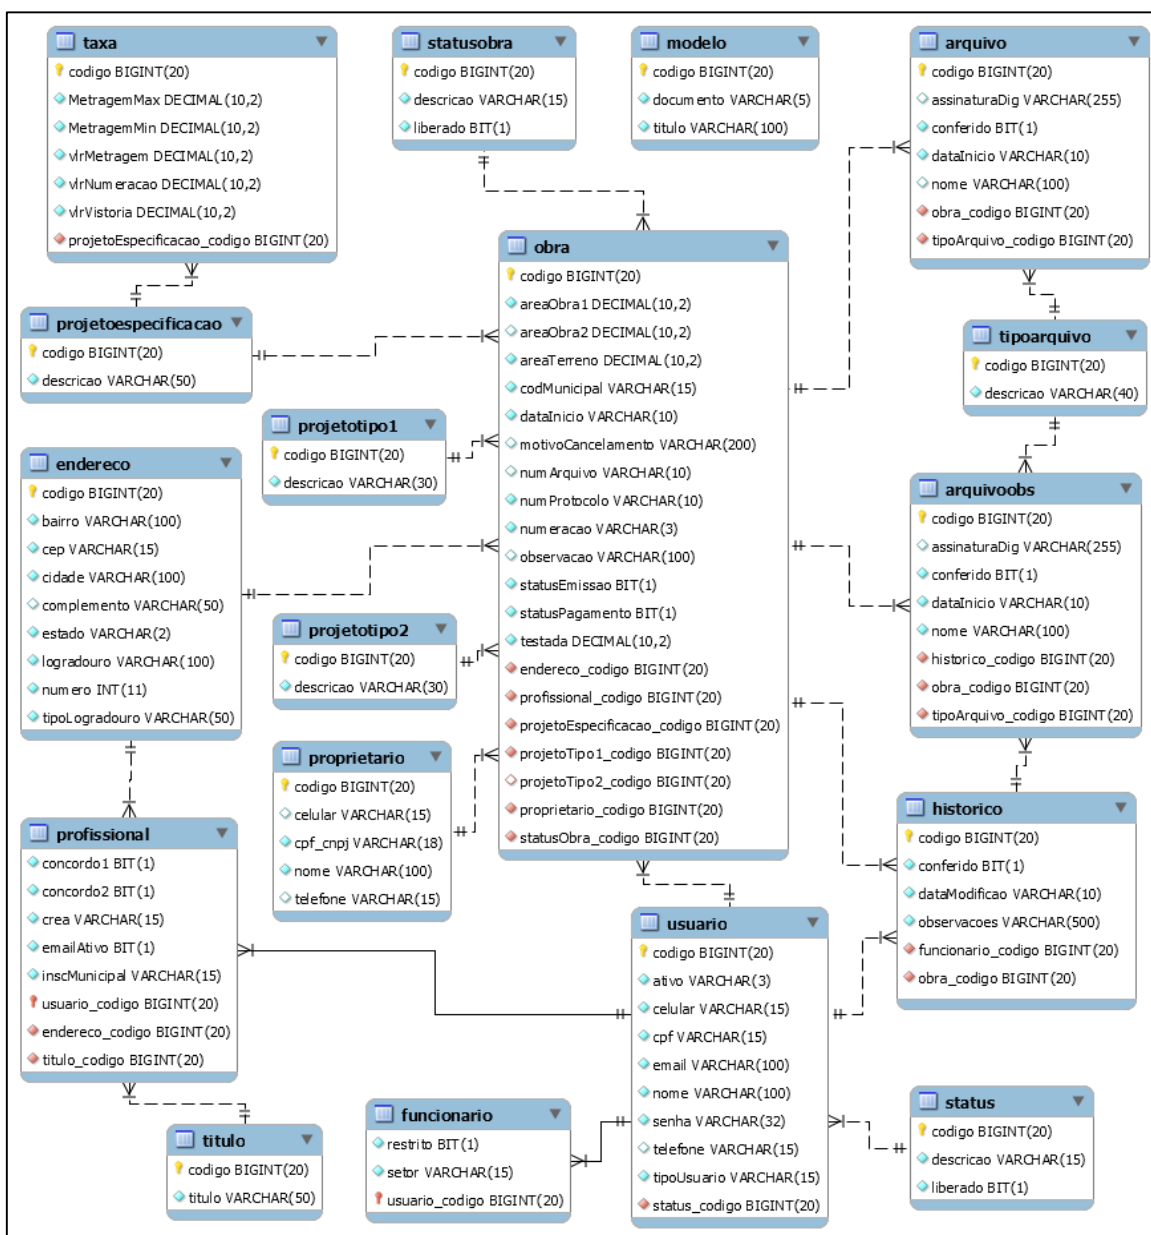 taxa
codigo BIGINT(20)
MetragemMax DECIMAL(10,2)
MetragemMin DECIMAL(10,2)
vlrMetragem DECIMAL(10,2)
vlrNumeracao DECIMAL(10,2)
vlrVistoria DECIMAL(10,2)
projetoEspecificacao_codigo BIGINT(20)
statusobra
codigo BIGINT(20)
descricao VARCHAR(15)
liberado BIT(1)
modelo
codigo BIGINT(20)
documento VARCHAR(5)
titulo VARCHAR(100)
arquivo
codigo BIGINT(20)
assinaturaDig VARCHAR(255)
conferido BIT(1)
dataInicio VARCHAR(10)
nome VARCHAR(100)
obra_codigo BIGINT(20)
tipoArquivo_codigo BIGINT(20)
projetoespecificacao
codigo BIGINT(20)
descricao VARCHAR(50)
obra
codigo BIGINT(20)
areaObra1 DECIMAL(10,2)
areaObra2 DECIMAL(10,2)
areaTerreno DECIMAL(10,2)
codMunicipal VARCHAR(15)
dataInicio VARCHAR(10)
motivoCancelamento VARCHAR(200)
numArquivo VARCHAR(10)
numProtocolo VARCHAR(10)
numeracao VARCHAR(3)
observacao VARCHAR(100)
statusEmissao BIT(1)
statusPagamento BIT(1)
testada DECIMAL(10,2)
endereco_codigo BIGINT(20)
profissional_codigo BIGINT(20)
projetoEspecificacao_codigo BIGINT(20)
projetoTipo1_codigo BIGINT(20)
projetoTipo2_codigo BIGINT(20)
proprietario_codigo BIGINT(20)
statusObra_codigo BIGINT(20)
tipoarquivo
codigo BIGINT(20)
descricao VARCHAR(40)
projetotipo1
codigo BIGINT(20)
descricao VARCHAR(30)
endereco
codigo BIGINT(20)
bairro VARCHAR(100)
cep VARCHAR(15)
cidade VARCHAR(100)
complemento VARCHAR(50)
estado VARCHAR(2)
logradouro VARCHAR(100)
numero INT(11)
tipoLogradouro VARCHAR(50)
arquivoobs
codigo BIGINT(20)
assinaturaDig VARCHAR(255)
conferido BIT(1)
dataInicio VARCHAR(10)
nome VARCHAR(100)
historico_codigo BIGINT(20)
obra_codigo BIGINT(20)
tipoArquivo_codigo BIGINT(20)
projetotipo2
codigo BIGINT(20)
descricao VARCHAR(30)
proprietario
codigo BIGINT(20)
celular VARCHAR(15)
cpf_cnpj VARCHAR(18)
nome VARCHAR(100)
telefone VARCHAR(15)
profissional
concordo1 BIT(1)
concordo2 BIT(1)
crea VARCHAR(15)
emailAtivo BIT(1)
inscMunicipal VARCHAR(15)
usuario_codigo BIGINT(20)
endereco_codigo BIGINT(20)
titulo_codigo BIGINT(20)
historico
codigo BIGINT(20)
conferido BIT(1)
dataModificao VARCHAR(10)
observacoes VARCHAR(500)
funcionario_codigo BIGINT(20)
obra_codigo BIGINT(20)
usuario
codigo BIGINT(20)
ativo VARCHAR(3)
celular VARCHAR(15)
cpf VARCHAR(15)
email VARCHAR(100)
nome VARCHAR(100)
senha VARCHAR(32)
telefone VARCHAR(15)
tipoUsuario VARCHAR(15)
status_codigo BIGINT(20)
titulo
codigo BIGINT(20)
titulo VARCHAR(50)
funcionario
restrito BIT(1)
setor VARCHAR(15)
usuario_codigo BIGINT(20)
status
codigo BIGINT(20)
descricao VARCHAR(15)
liberado BIT(1)